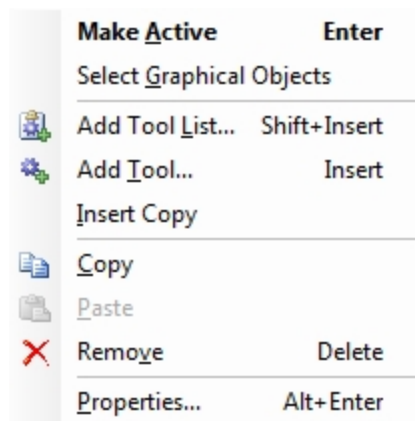 Make Active Enter
Select Graphical Objects
Add Tool List... Shift+Insert
Add Tool... Insert
Insert Copy
Copy
Paste
Remove Delete
Properties... Alt+Enter